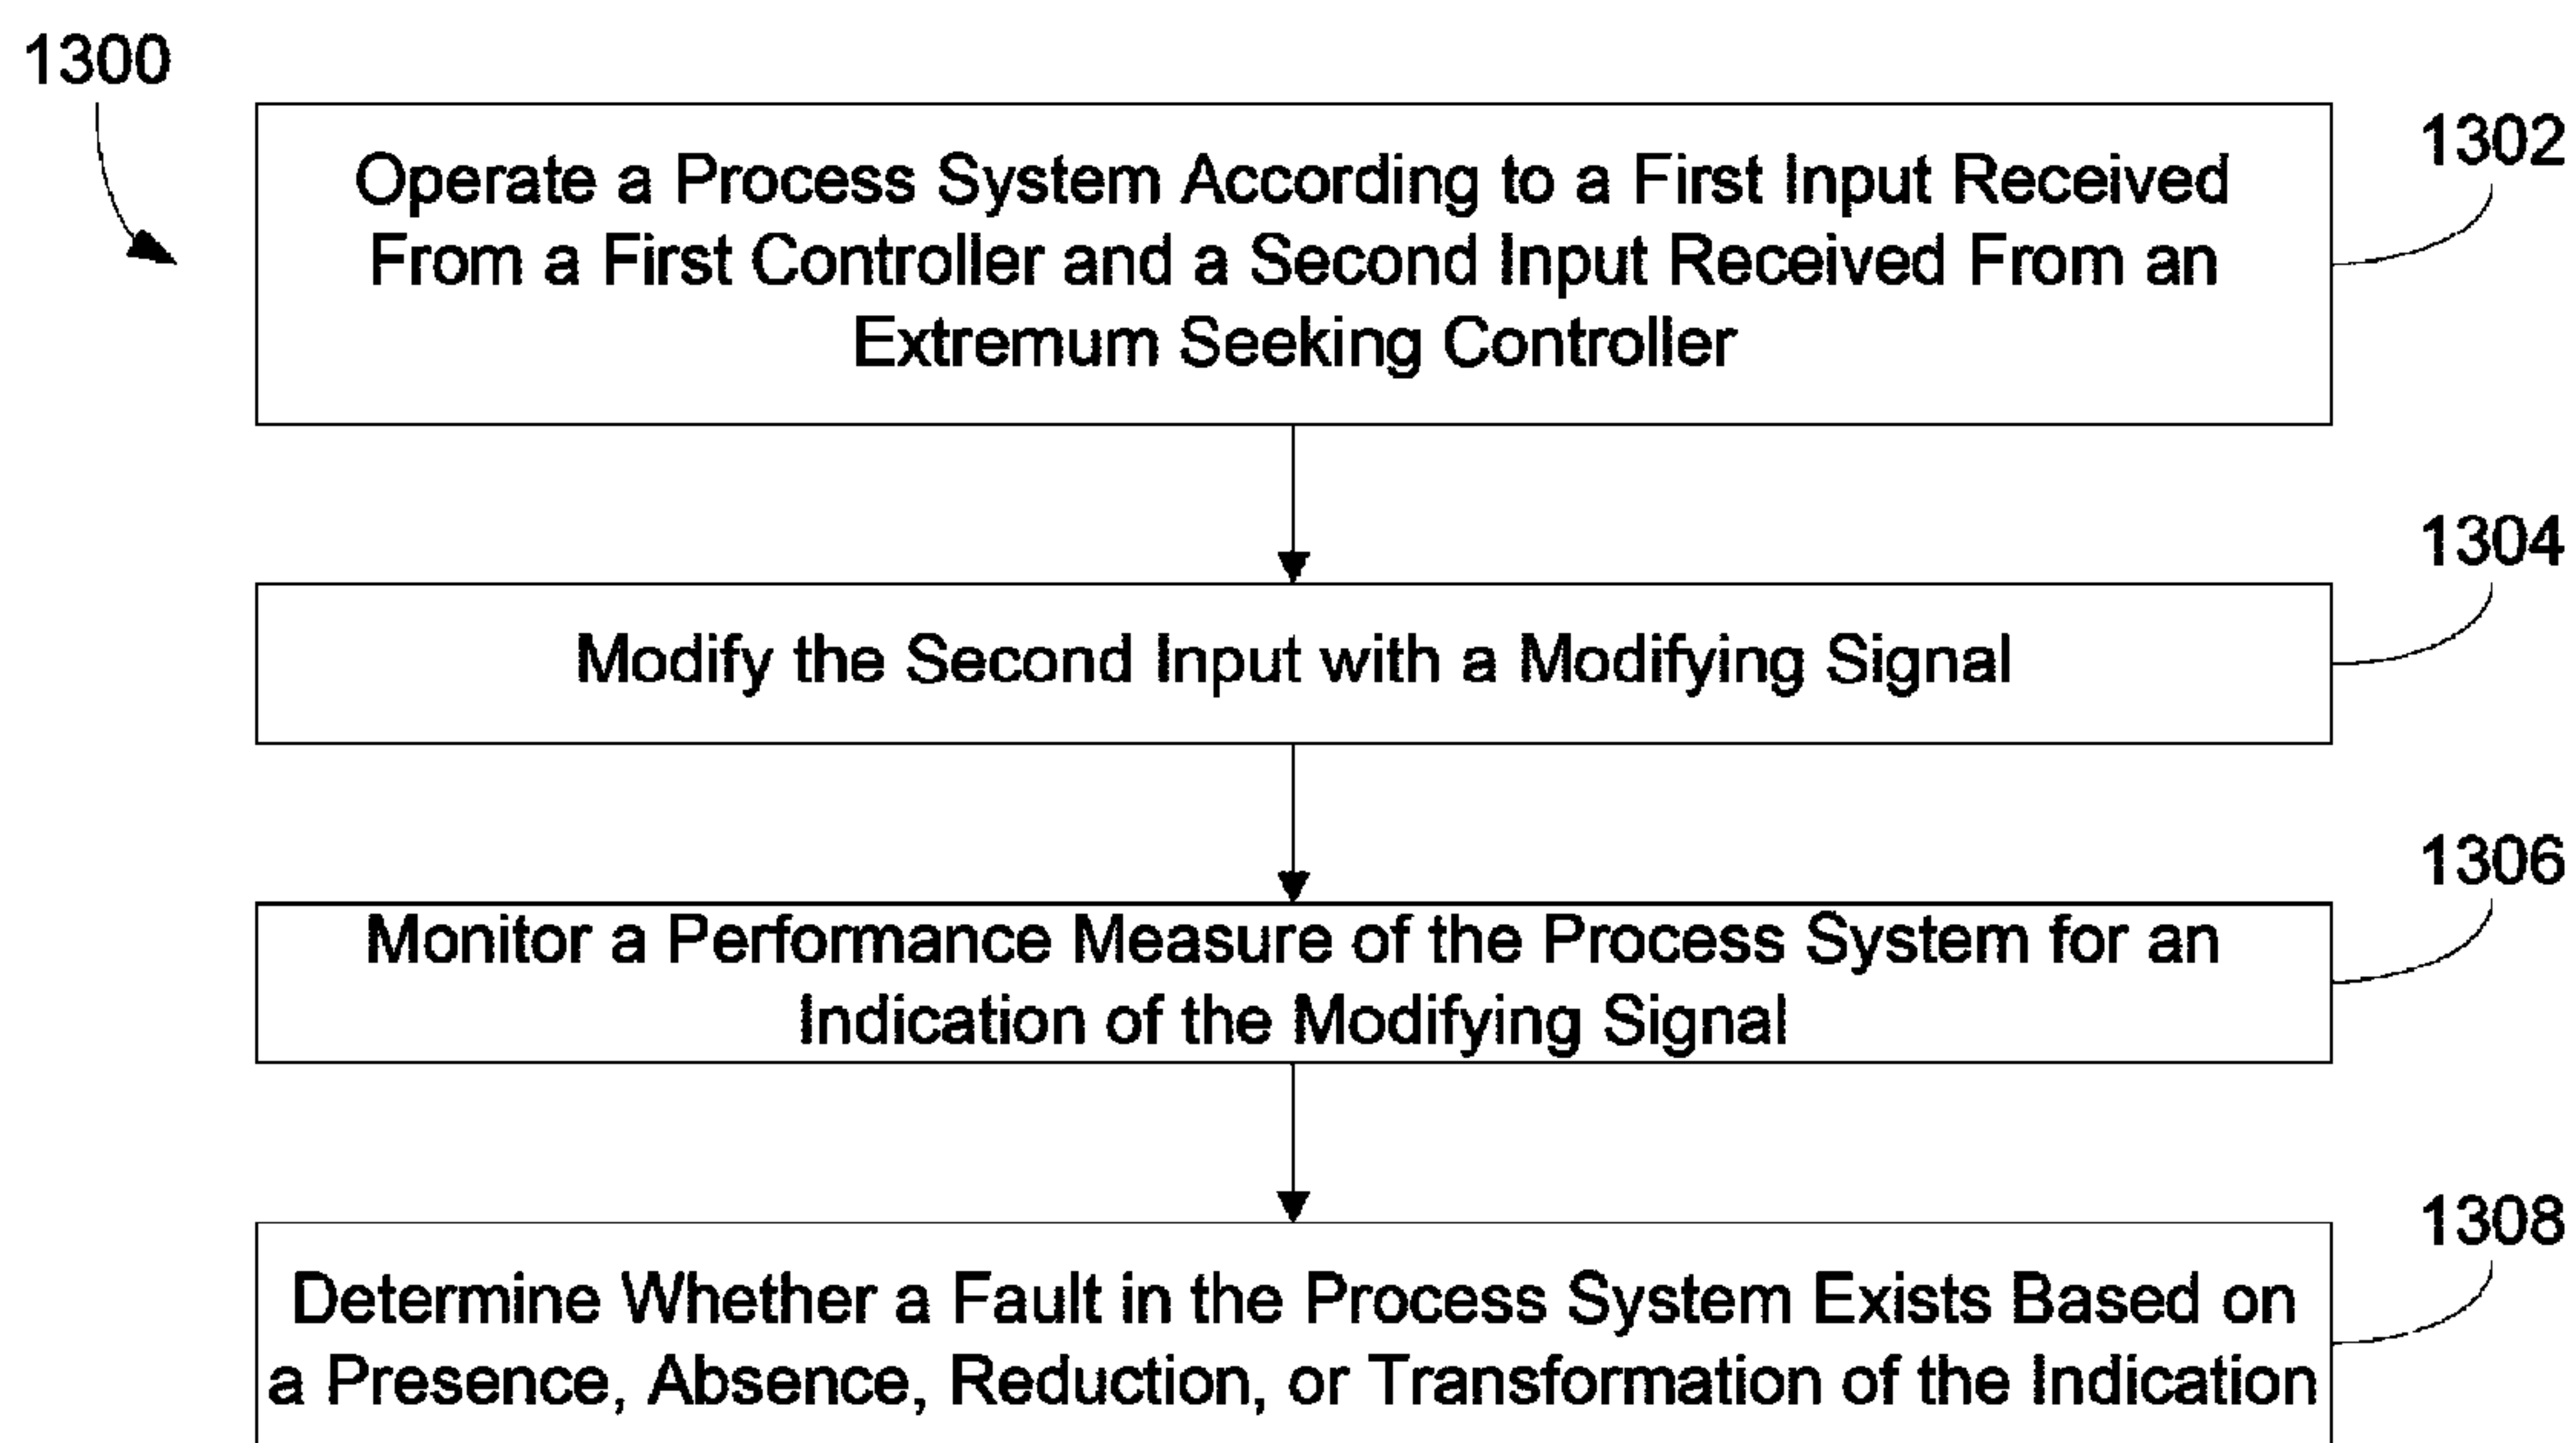 1300
1302
Operate a Process System According to a First Input Received
From a First Controller and a Second Input Received From an
Extremum Seeking Controller
1304
Modify the Second Input with a Modifying Signal
1306
Monitor a Performance Measure of the Process System for an
Indication of the Modifying Signal
1308
Determine Whether a Fault in the Process System Exists Based on
a Presence, Absence, Reduction, or Transformation of the Indication